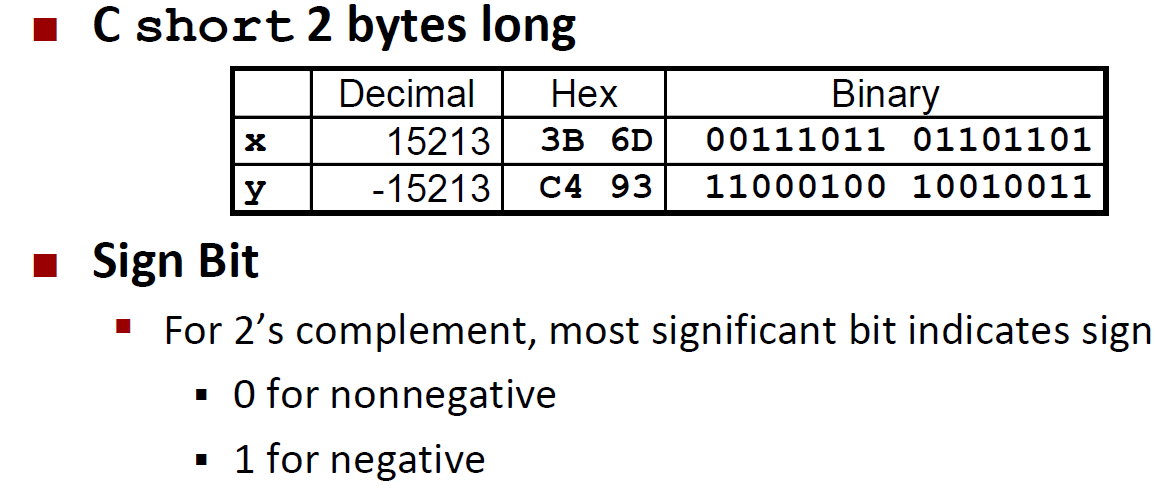 C short 2 bytes long
Decimal Hex Binary
x 15213 3B 6D 00111011 01101101
y -15213 C4 93 11000100 10010011
Sign Bit
For 2’s complement, most significant bit indicates sign
0 for nonnegative
1 for negative